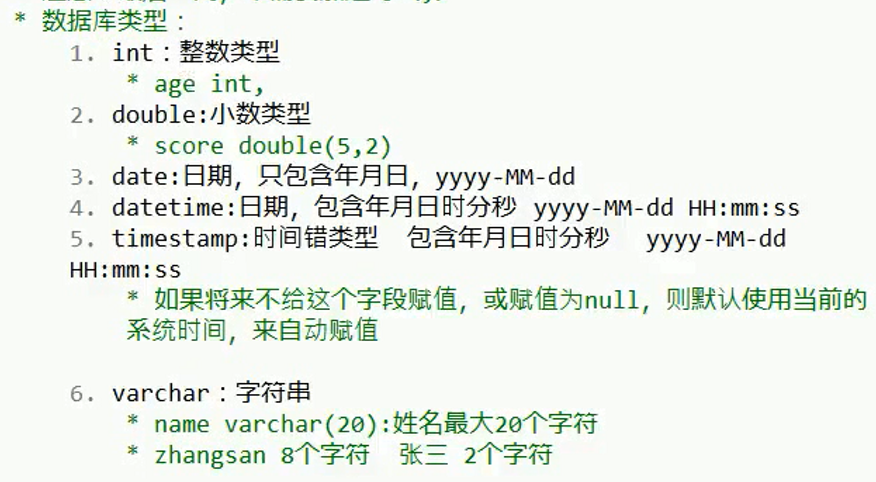 * 数据库类型：
1. int：整数类型
* age int,
2. double:小数类型
* score double(5,2)
3. date:日期，只包含年月日，yyyy-MM-dd
4. datetime:日期，包含年月日时分秒 yyyy-MM-dd HH:mm:ss
5. timestamp:时间错类型 包含年月日时分秒 yyyy-MM-dd
HH:mm:ss
* 如果将来不给这个字段赋值，或赋值为null，则默认使用当前的
系统时间，来自动赋值
6. varchar：字符串
* name varchar(20):姓名最大20个字符
* zhangsan 8个字符 张三 2个字符